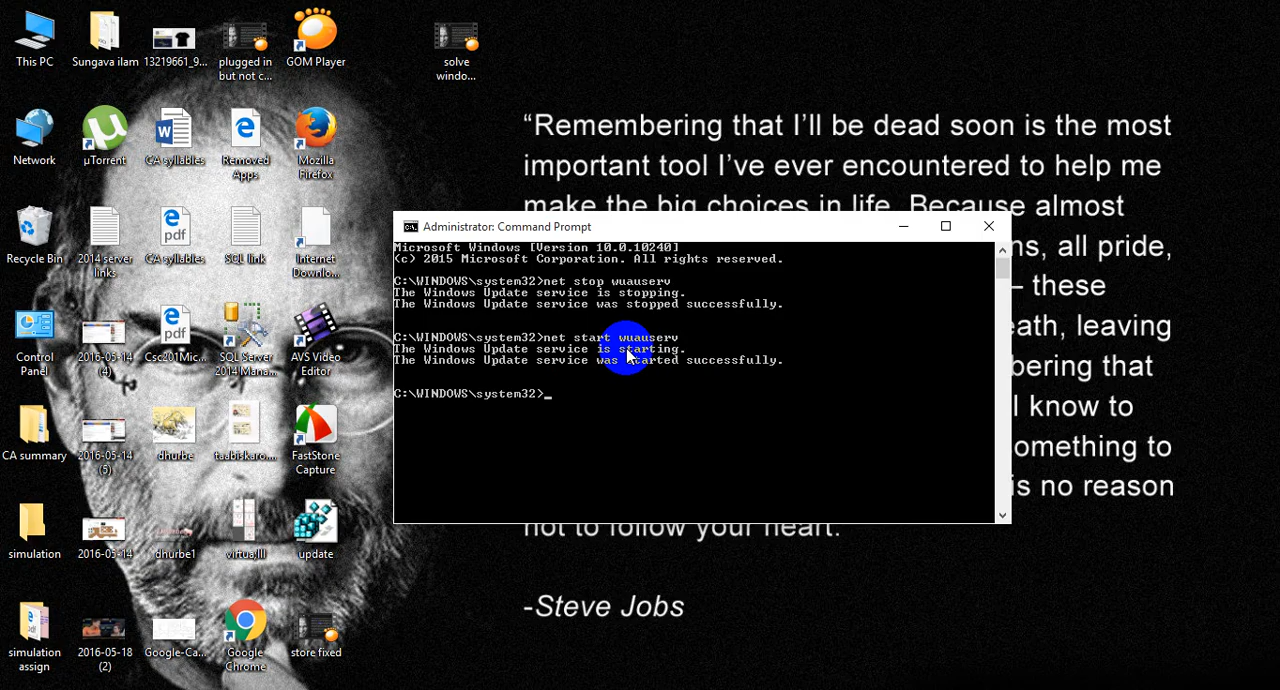 This PC
Sungava ilam
13219661_9...
plugged in
but not c...
GOM Player
solve
windo...
Network
µTorrent
CA syllables
Removed
Apps
Mozilla
Firefox
Recycle Bin
2014 server
links
CA syllables
SQL link
Internet
Downlo...
Control
Panel
2016-05-14
(4)
Csc201Mic...
SQL Server
2014 Mana...
AVS Video
Editor
CA summary
2016-05-14
(5)
dhurbe
taabiskaro...
FastStone
Capture
simulation
2016-05-14
dhurbe1
update
simulation
assign
2016-05-18
(2)
Google-Ca...
Google
Chrome
store fixed
“Remembering that I’ll be dead soon is the most
important tool I’ve ever encountered to help me
make the big choices in life. Because almost
all pride,
– these
leaving
that
I know to
is no reason
not to follow your heart.
-Steve Jobs
Administrator: Command Prompt
Microsoft Windows [Version 10.0.10240]
(c) 2015 Microsoft Corporation. All rights reserved.
C:\WINDOWS\system32>net stop wuauserv
The Windows Update service is stopping.
The Windows Update service was stopped successfully.
C:\WINDOWS\system32>net start wuauserv
The Windows Update service is starting.
The Windows Update service was started successfully.
C:\WINDOWS\system32>